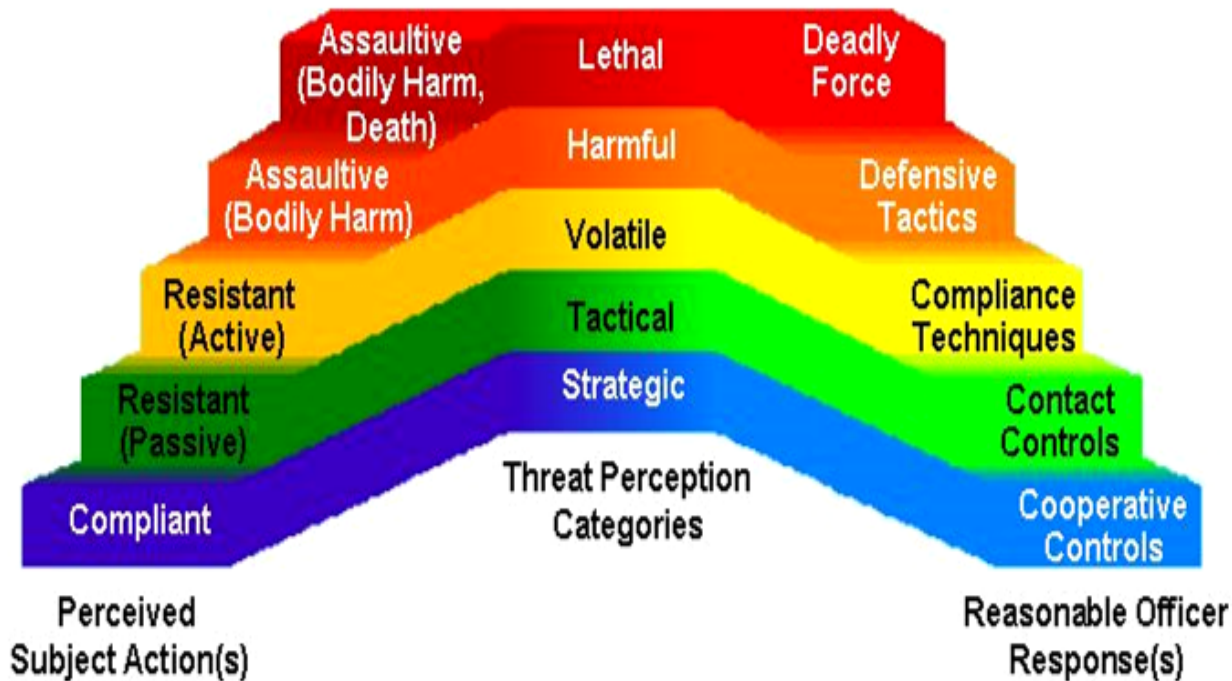 Assaultive
(Bodily Harm,
Death)
Lethal
Deadly
Force
Assaultive
(Bodily Harm)
Harmful
Defensive
Tactics
Resistant
(Active)
Volatile
Compliance
Techniques
Resistant
(Passive)
Tactical
Contact
Controls
Compliant
Strategic
Cooperative
Controls
Perceived
Subject Action(s)
Threat Perception
Categories
Reasonable Officer
Response(s)